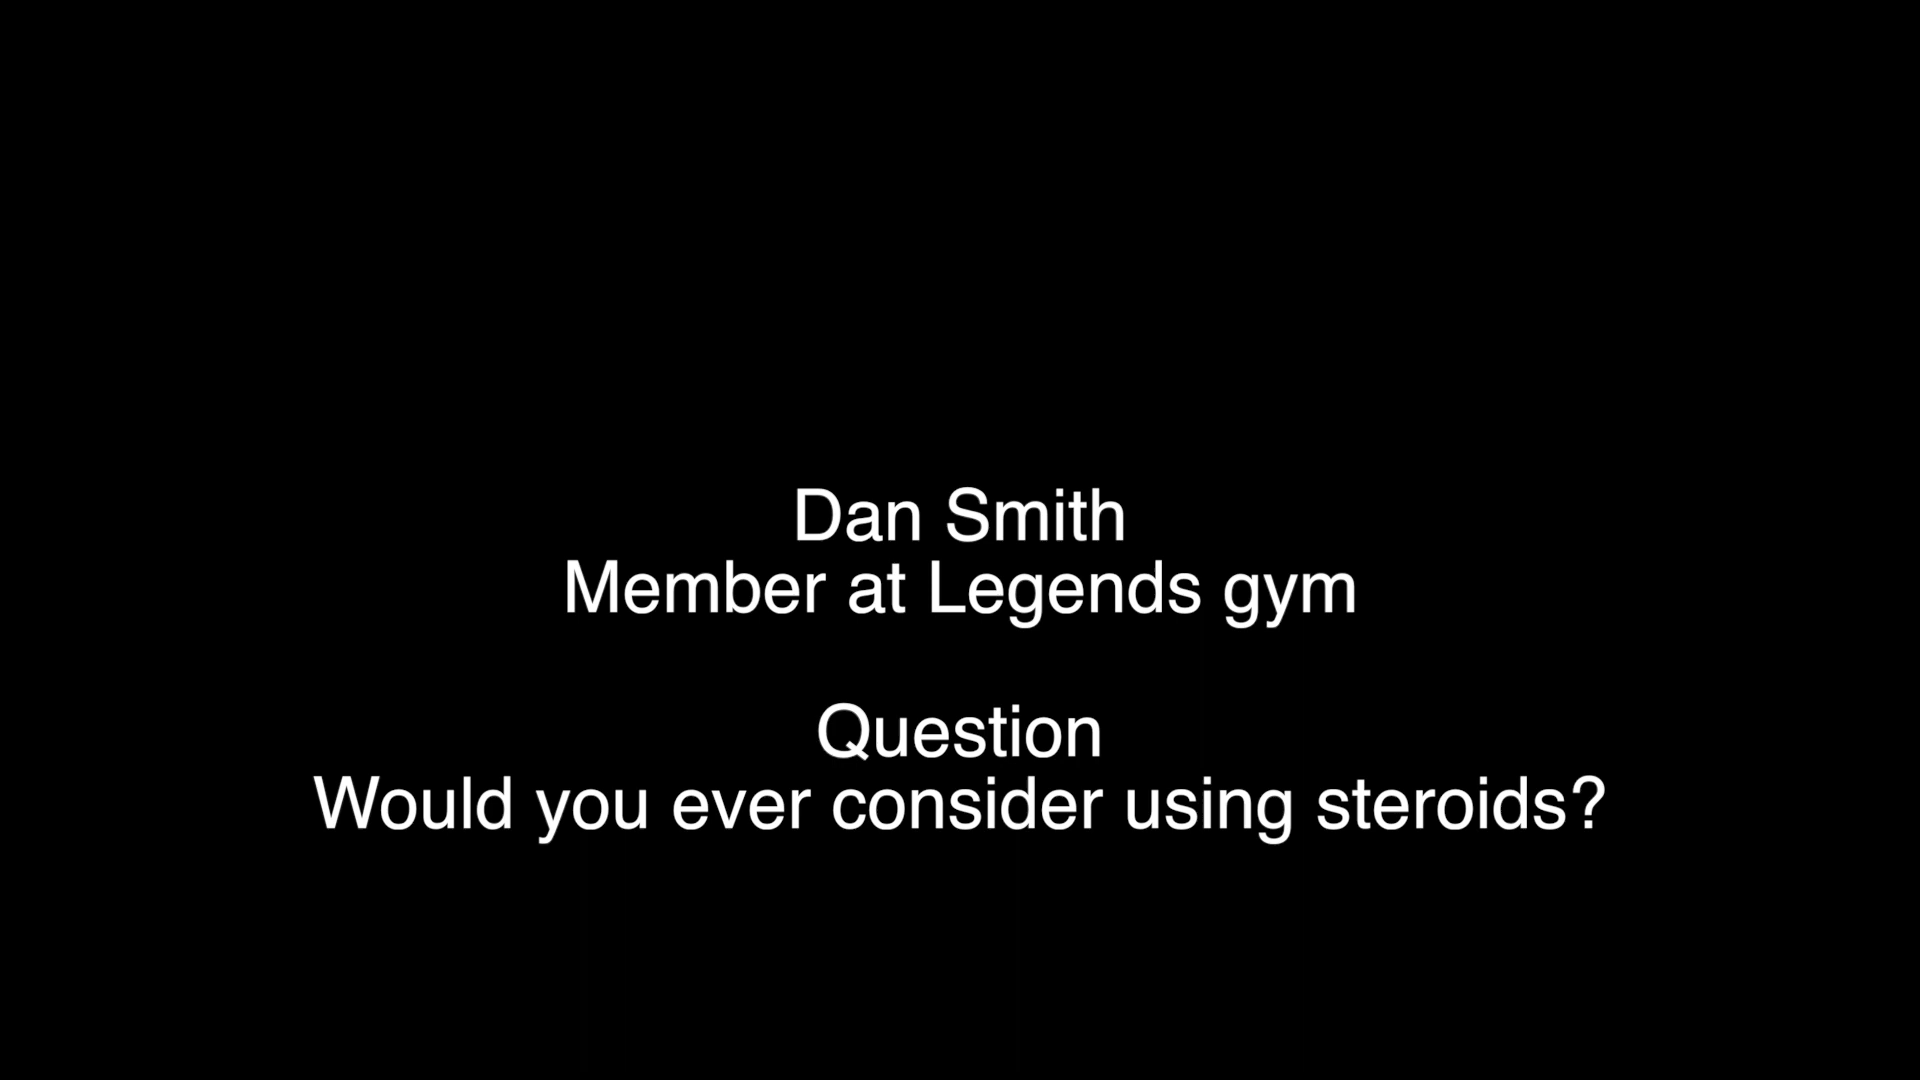 Dan Smith
Member at Legends gym
Question
Would you ever consider using steroids?